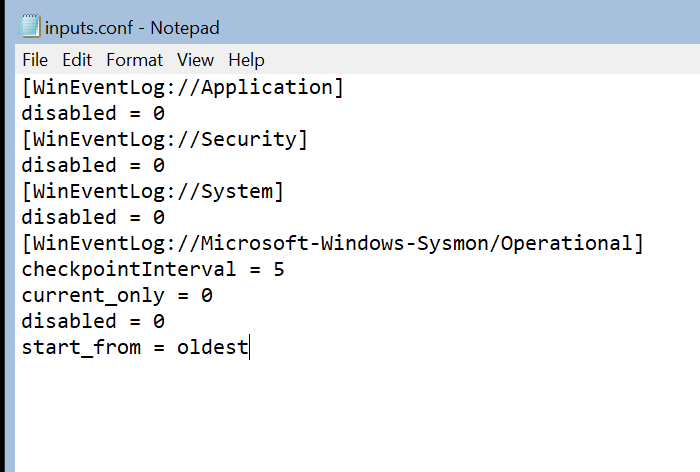 inputs.conf - Notepad
File Edit Format View Help
[WinEventLog://Application]
disabled = 0
[WinEventLog://Security]
disabled = 0
[WinEventLog://System]
disabled = 0
[WinEventLog://Microsoft-Windows-Sysmon/Operational]
checkpointInterval = 5
current_only = 0
disabled = 0
start_from = oldest